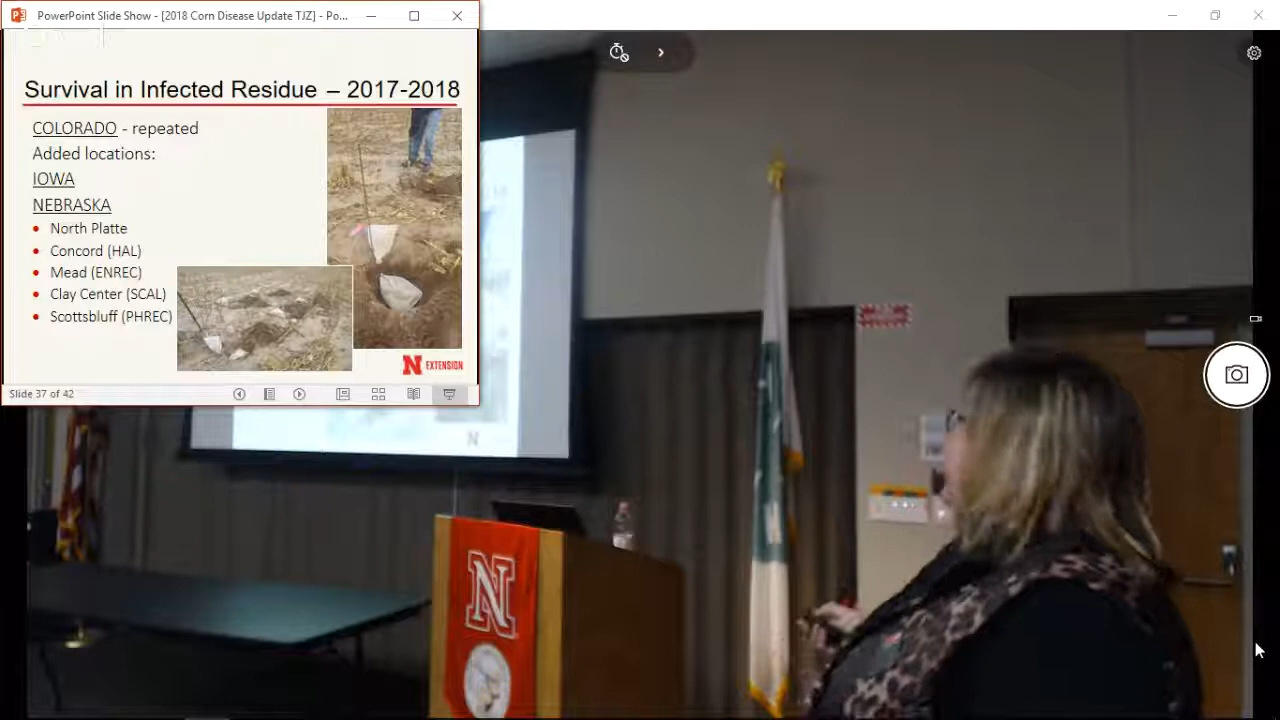 PowerPoint Slide Show - [2018 Corn Disease Update TJZ] - Po...
Survival in Infected Residue – 2017-2018
COLORADO - repeated
Added locations:
IOWA
NEBRASKA
• North Platte
• Concord (HAL)
• Mead (ENREC)
• Clay Center (SCAL)
• Scottsbluff (PHREC)
N EXTENSION
Slide 37 of 42
N
N